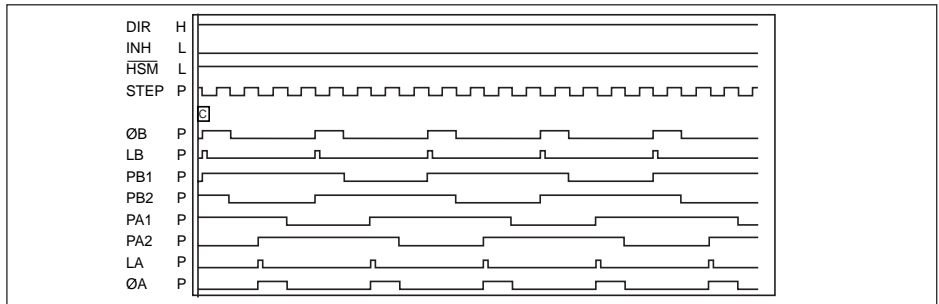 DIR H
INH L
HSM L
STEP P
C
ØB P
LB P
PB1 P
PB2 P
PA1 P
PA2 P
LA P
ØA P